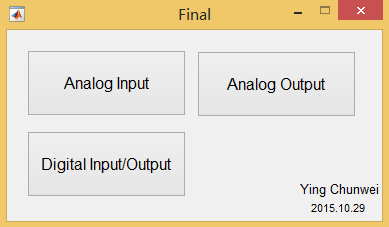 Final
Analog Input
Analog Output
Digital Input/Output
Ying Chunwei
2015.10.29